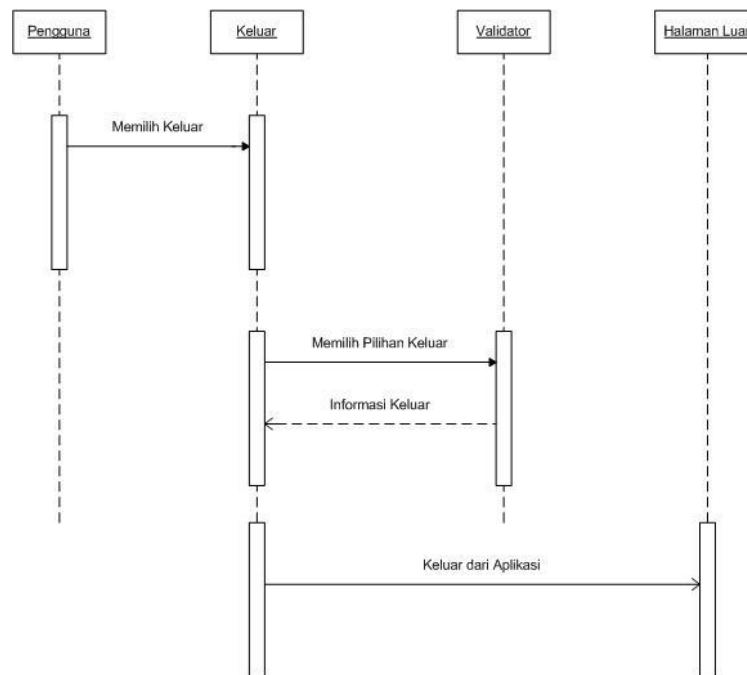 Pengguna
Keluar
Validator
Halaman Luar
Memilih Keluar
Memilih Pilihan Keluar
Informasi Keluar
Keluar dari Aplikasi